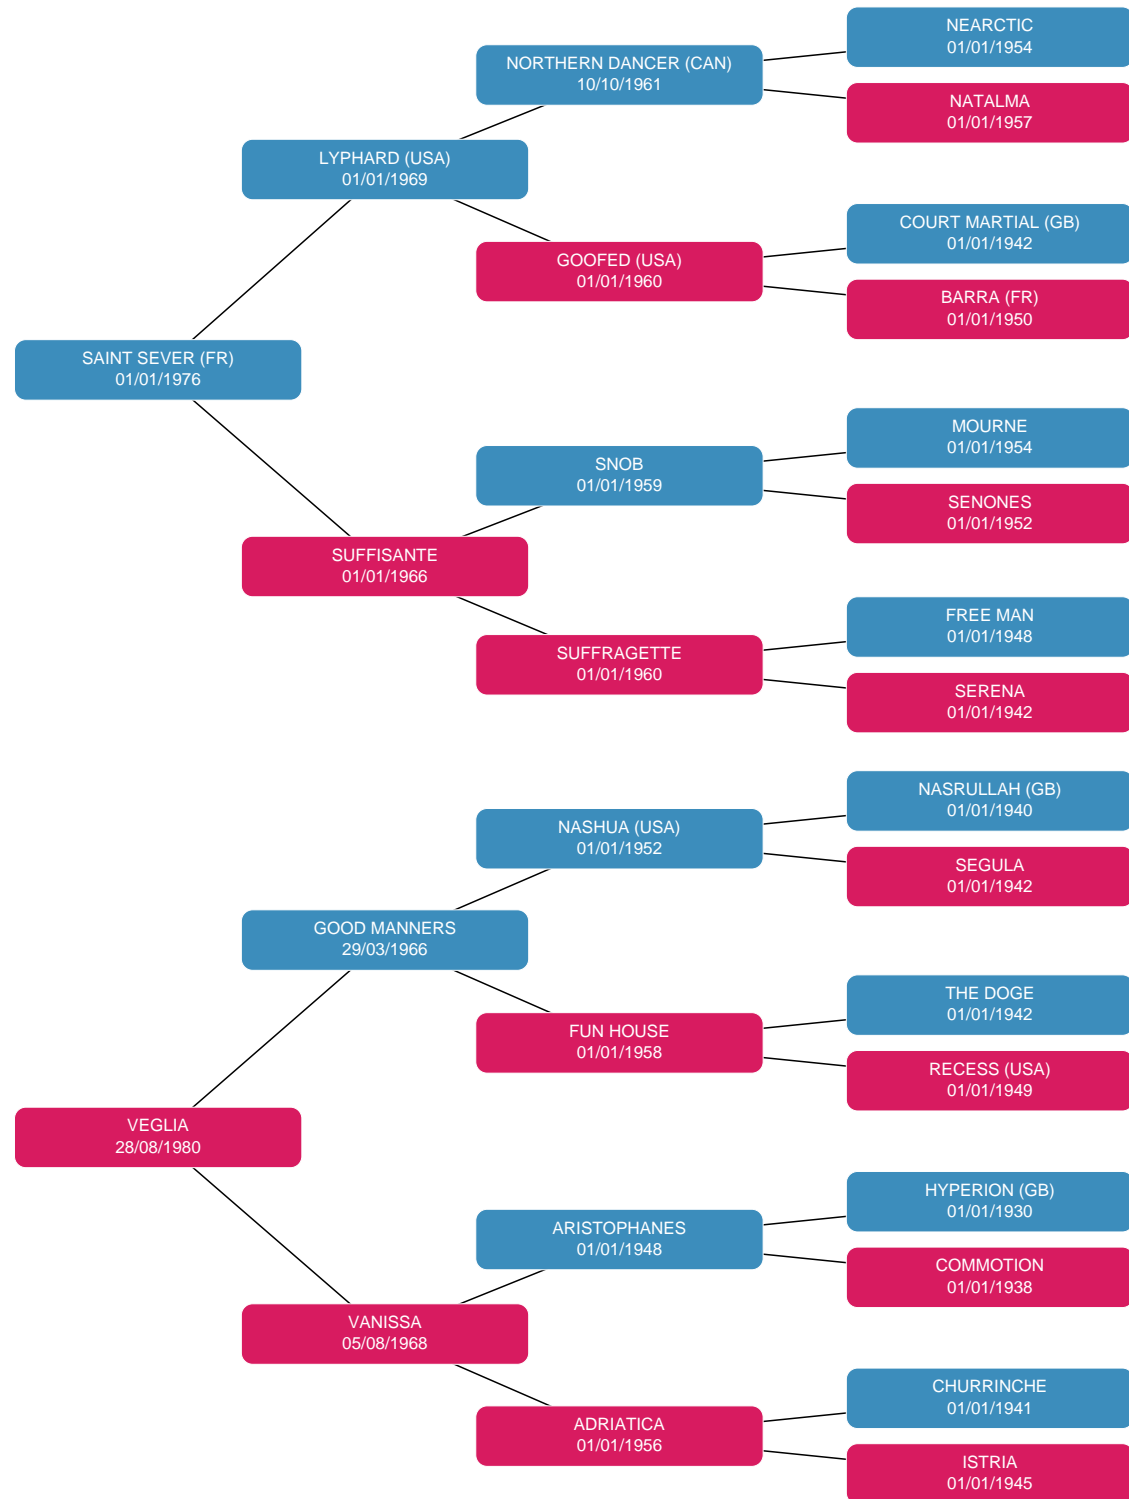 NEARCTIC
01/01/1954
NORTHERN DANCER (CAN)
10/10/1961
NATALMA
01/01/1957
LYPHARD (USA)
01/01/1969
COURT MARTIAL (GB)
01/01/1942
GOOFED (USA)
01/01/1960
BARRA (FR)
01/01/1950
SAINT SEVER (FR)
01/01/1976
MOURNE
01/01/1954
SNOB
01/01/1959
SENONES
01/01/1952
SUFFISANTE
01/01/1966
FREE MAN
01/01/1948
SUFFRAGETTE
01/01/1960
SERENA
01/01/1942
NASRULLAH (GB)
01/01/1940
NASHUA (USA)
01/01/1952
SEGULA
01/01/1942
GOOD MANNERS
29/03/1966
THE DOGE
01/01/1942
FUN HOUSE
01/01/1958
RECESS (USA)
01/01/1949
VEGLIA
28/08/1980
HYPERION (GB)
01/01/1930
ARISTOPHANES
01/01/1948
COMMOTION
01/01/1938
VANISSA
05/08/1968
CHURRINCHE
01/01/1941
ADRIATICA
01/01/1956
ISTRIA
01/01/1945